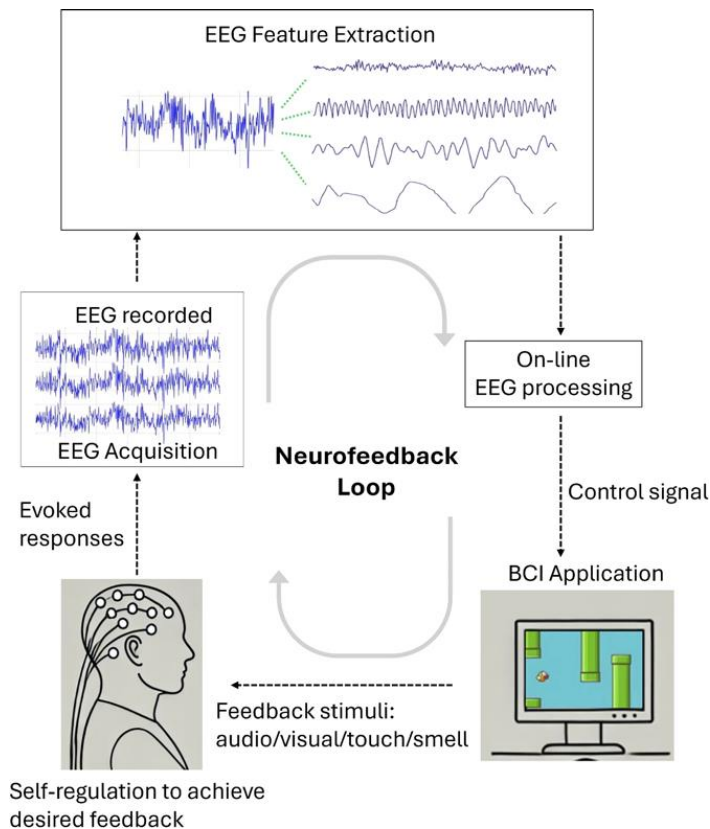 EEG Feature Extraction
EEG recorded
EEG Acquisition
On-line
EEG processing
Neurofeedback
Loop
Control signal
Evoked
responses
BCI Application
Feedback stimuli:
audio/visual/touch/smell
Self-regulation to achieve
desired feedback